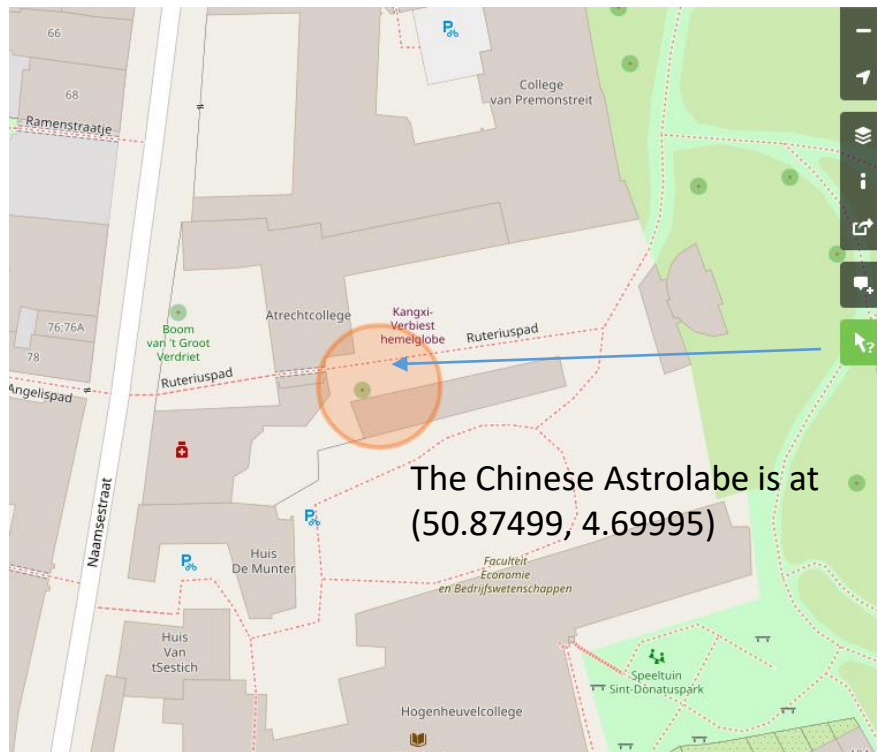 66
College
van Premonstreit
68
Ramenstraatje
Kangxi-
Verbiest
hemelglobe
Atrechtcollege
Boom
van 't Groot
Verdriet
76;76A
78
Ruteriuspad
Ruteriuspad
Angelispad
The Chinese Astrolabe is at
(50.87499, 4.69995)
Naamsestraat
Huis
De Munter
Faculteit
Economie
en Bedrijfswetenschappen
Huis
Van
tSestich
Speeltuin
Sint-Donatuspark
Hogenheuvelcollege